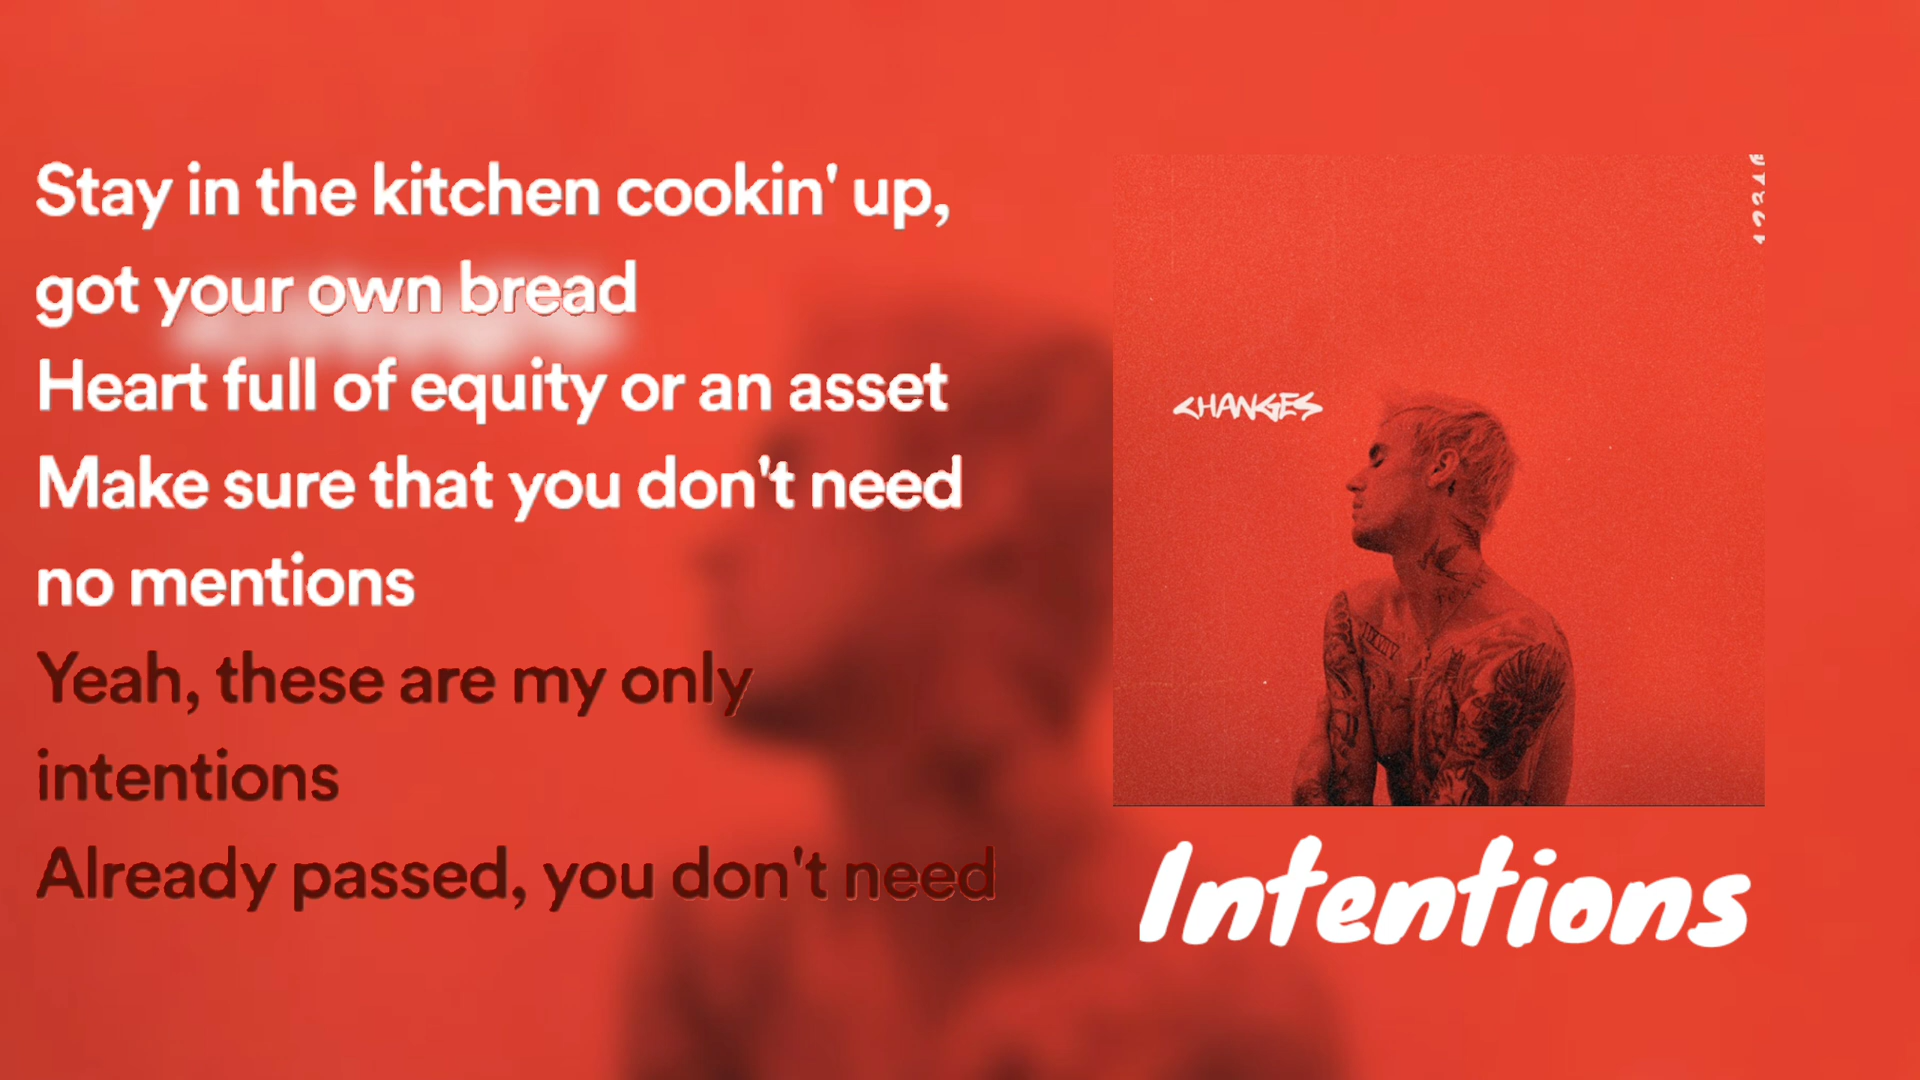 Stay in the kitchen cookin' up,
got your own bread
Heart full of equity or an asset
Make sure that you don't need
no mentions
Yeah, these are my only
intentions
Already passed, you don't need
CHANGES
Intentions